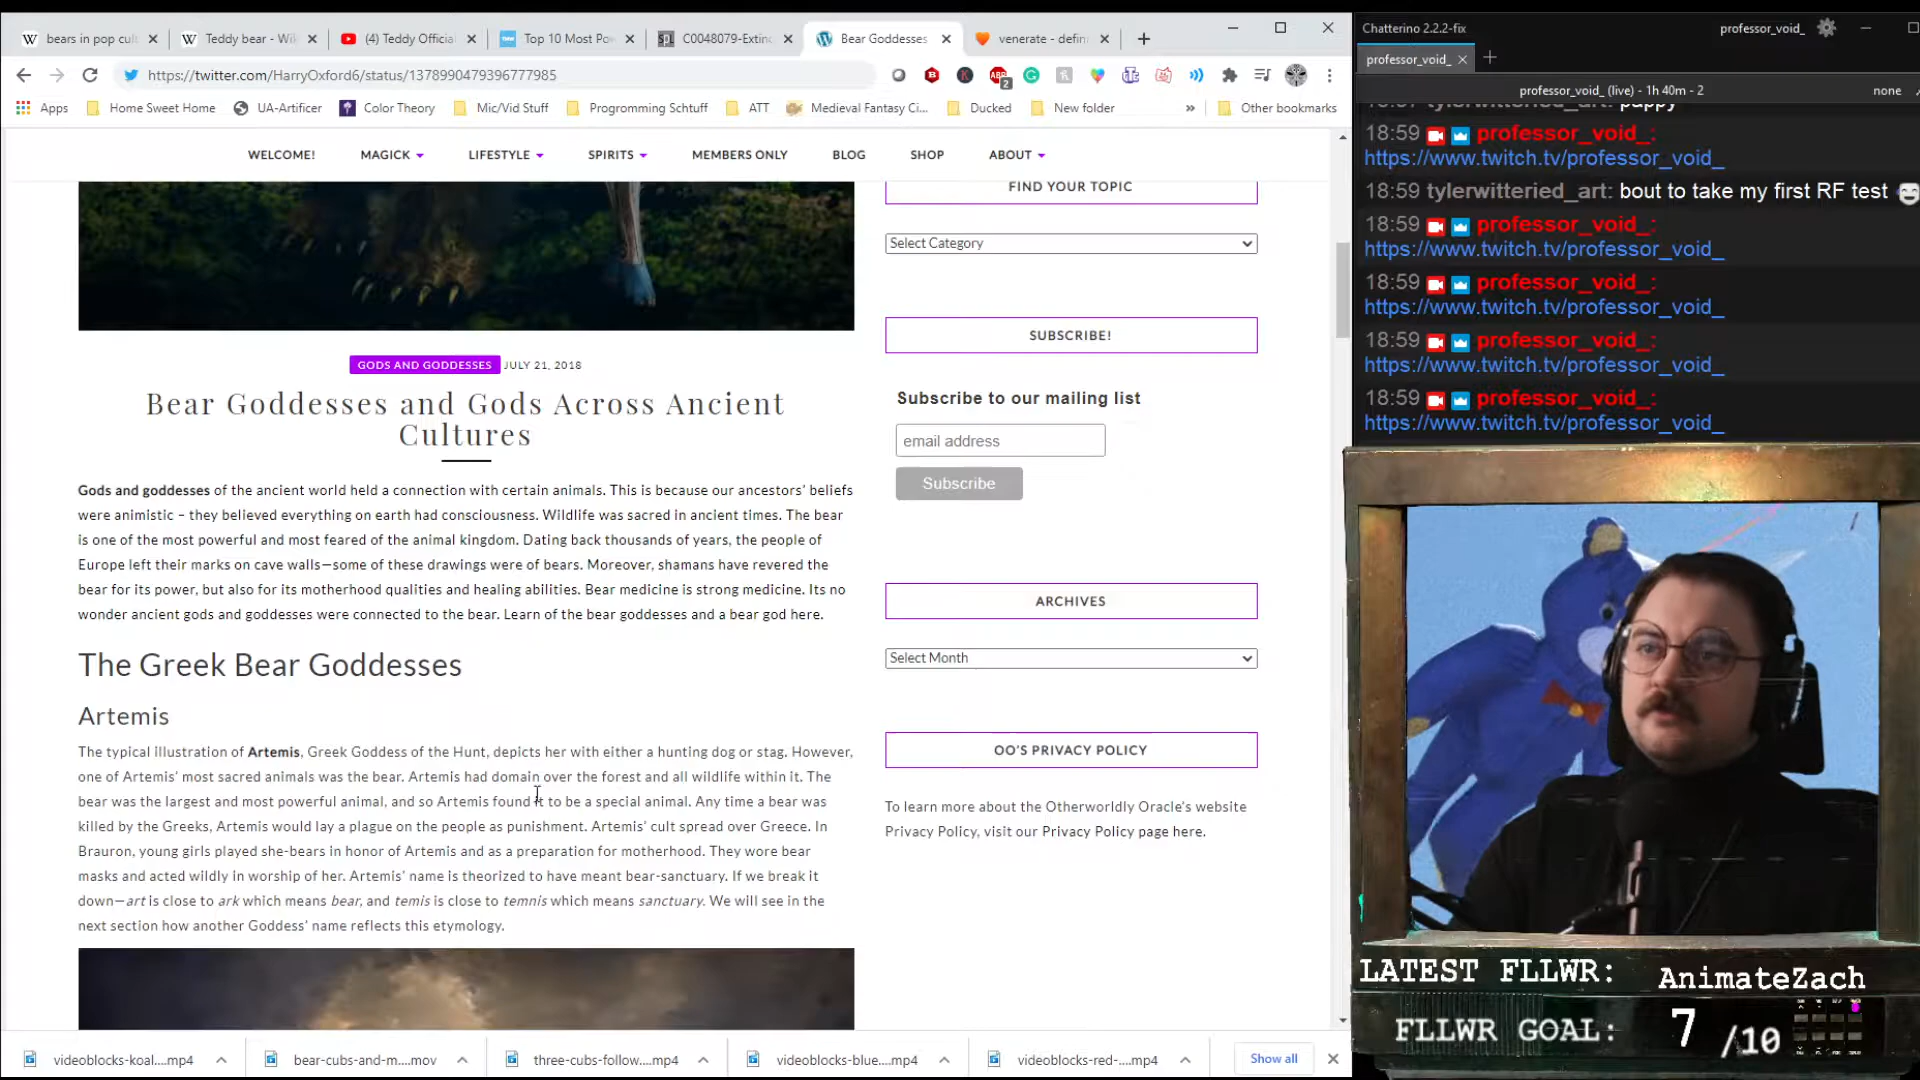 bears in pop cul
Teddy bear - Wi
(4) Teddy Official
Top 10 Most Po
C0048079-Extinc
Bear Goddesses
venerate - defin
https://twitter.com/HarryOxford6/status/1378990479396777985
Apps
Home Sweet Home
UA-Artificer
Color Theory
Mic/Vid Stuff
Programming Schtuff
ATT
Medieval Fantasy Ci...
Ducked
New folder
»
Other bookmarks
WELCOME!
MAGICK
LIFESTYLE
SPIRITS
MEMBERS ONLY
BLOG
SHOP
ABOUT
GODS AND GODDESSES JULY 21, 2018
Bear Goddesses and Gods Across Ancient
Cultures
Gods and goddesses of the ancient world held a connection with certain animals. This is because our ancestors' beliefs
were animistic – they believed everything on earth had consciousness. Wildlife was sacred in ancient times. The bear
is one of the most powerful and most feared of the animal kingdom. Dating back thousands of years, the people of
Europe left their marks on cave walls—some of these drawings were of bears. Moreover, shamans have revered the
bear for its power, but also for its motherhood qualities and healing abilities. Bear medicine is strong medicine. Its no
wonder ancient gods and goddesses were connected to the bear. Learn of the bear goddesses and a bear god here.
The Greek Bear Goddesses
Artemis
The typical illustration of Artemis, Greek Goddess of the Hunt, depicts her with either a hunting dog or stag. However,
one of Artemis' most sacred animals was the bear. Artemis had domain over the forest and all wildlife within it. The
bear was the largest and most powerful animal, and so Artemis found it to be a special animal. Any time a bear was
killed by the Greeks, Artemis would lay a plague on the people as punishment. Artemis' cult spread over Greece. In
Brauron, young girls played she-bears in honor of Artemis and as a preparation for motherhood. They wore bear
masks and acted wildly in worship of her. Artemis' name is theorized to have meant bear-sanctuary. If we break it
down—art is close to ark which means bear, and temis is close to temnis which means sanctuary. We will see in the
next section how another Goddess' name reflects this etymology.
FIND YOUR TOPIC
Select Category
SUBSCRIBE!
Subscribe to our mailing list
email address
Subscribe
ARCHIVES
Select Month
OO'S PRIVACY POLICY
To learn more about the Otherworldly Oracle's website
Privacy Policy, visit our Privacy Policy page here.
videoblocks-koal....mp4
bear-cubs-and-m....mov
three-cubs-follow....mp4
videoblocks-blue....mp4
videoblocks-red-....mp4
Show all
Chatterino 2.2.2-fix
professor_void_
professor_void_
professor_void_ (live) - 1h 40m - 2
none
18:57 tylerwitteried_art: puppy
18:59 professor_void_:
https://www.twitch.tv/professor_void_
18:59 tylerwitteried_art: bout to take my first RF test
18:59 professor_void_:
https://www.twitch.tv/professor_void_
18:59 professor_void_:
https://www.twitch.tv/professor_void_
18:59 professor_void_:
https://www.twitch.tv/professor_void_
18:59 professor_void_:
https://www.twitch.tv/professor_void_
LATEST FLLWR: AnimateZach
FLLWR GOAL: 7 /10